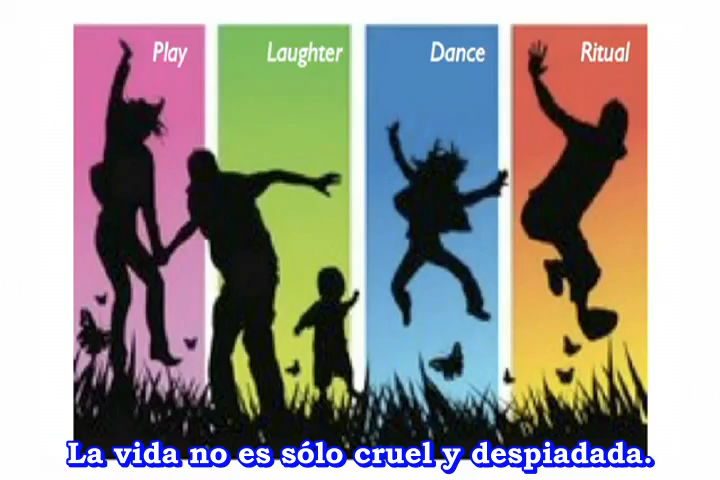 Play
Laughter
Dance
Ritual
La vida no es sólo cruel y despiadada.